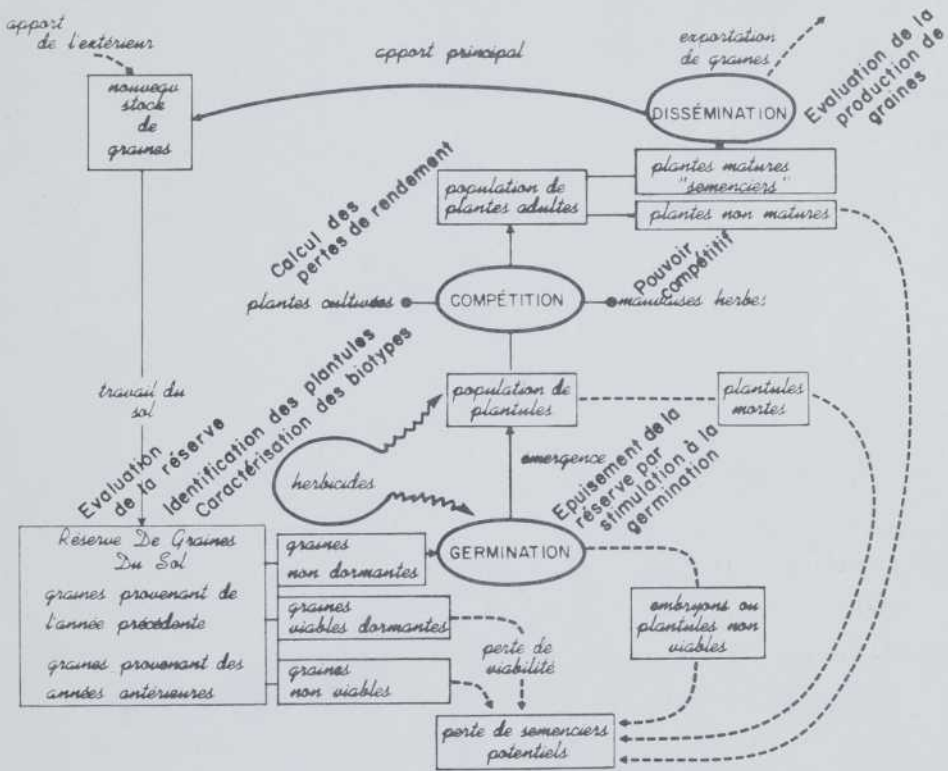 apport
de l'extérieur
nouveau
stock
de
graines
apport principal
exportation
de graines
DISSÉMINATION
Evaluation de la
production de
graines
plantes matures
"semenciers"
population de
plantes adultes
plantes non matures
Calcul des
pertes de rendement
Pouvoir
compétitif
plantes cultivées
COMPÉTITION
mauvaises herbes
travail du
sol
Evaluation
de la réserve
Identification des plantules
Caractérisation des biotypes
population de
plantules
plantules
mortes
herbicides
emergence
Epuisement de la
réserve par
stimulation à la
germination
GERMINATION
Réserve De Graines
Du Sol
graines provenant de
l'année précédente
graines provenant des
années antérieures
graines
non dormantes
graines
viables dormantes
graines
non viables
perte de
viabilité
embryons ou
plantules non
viables
perte de semenciers
potentiels